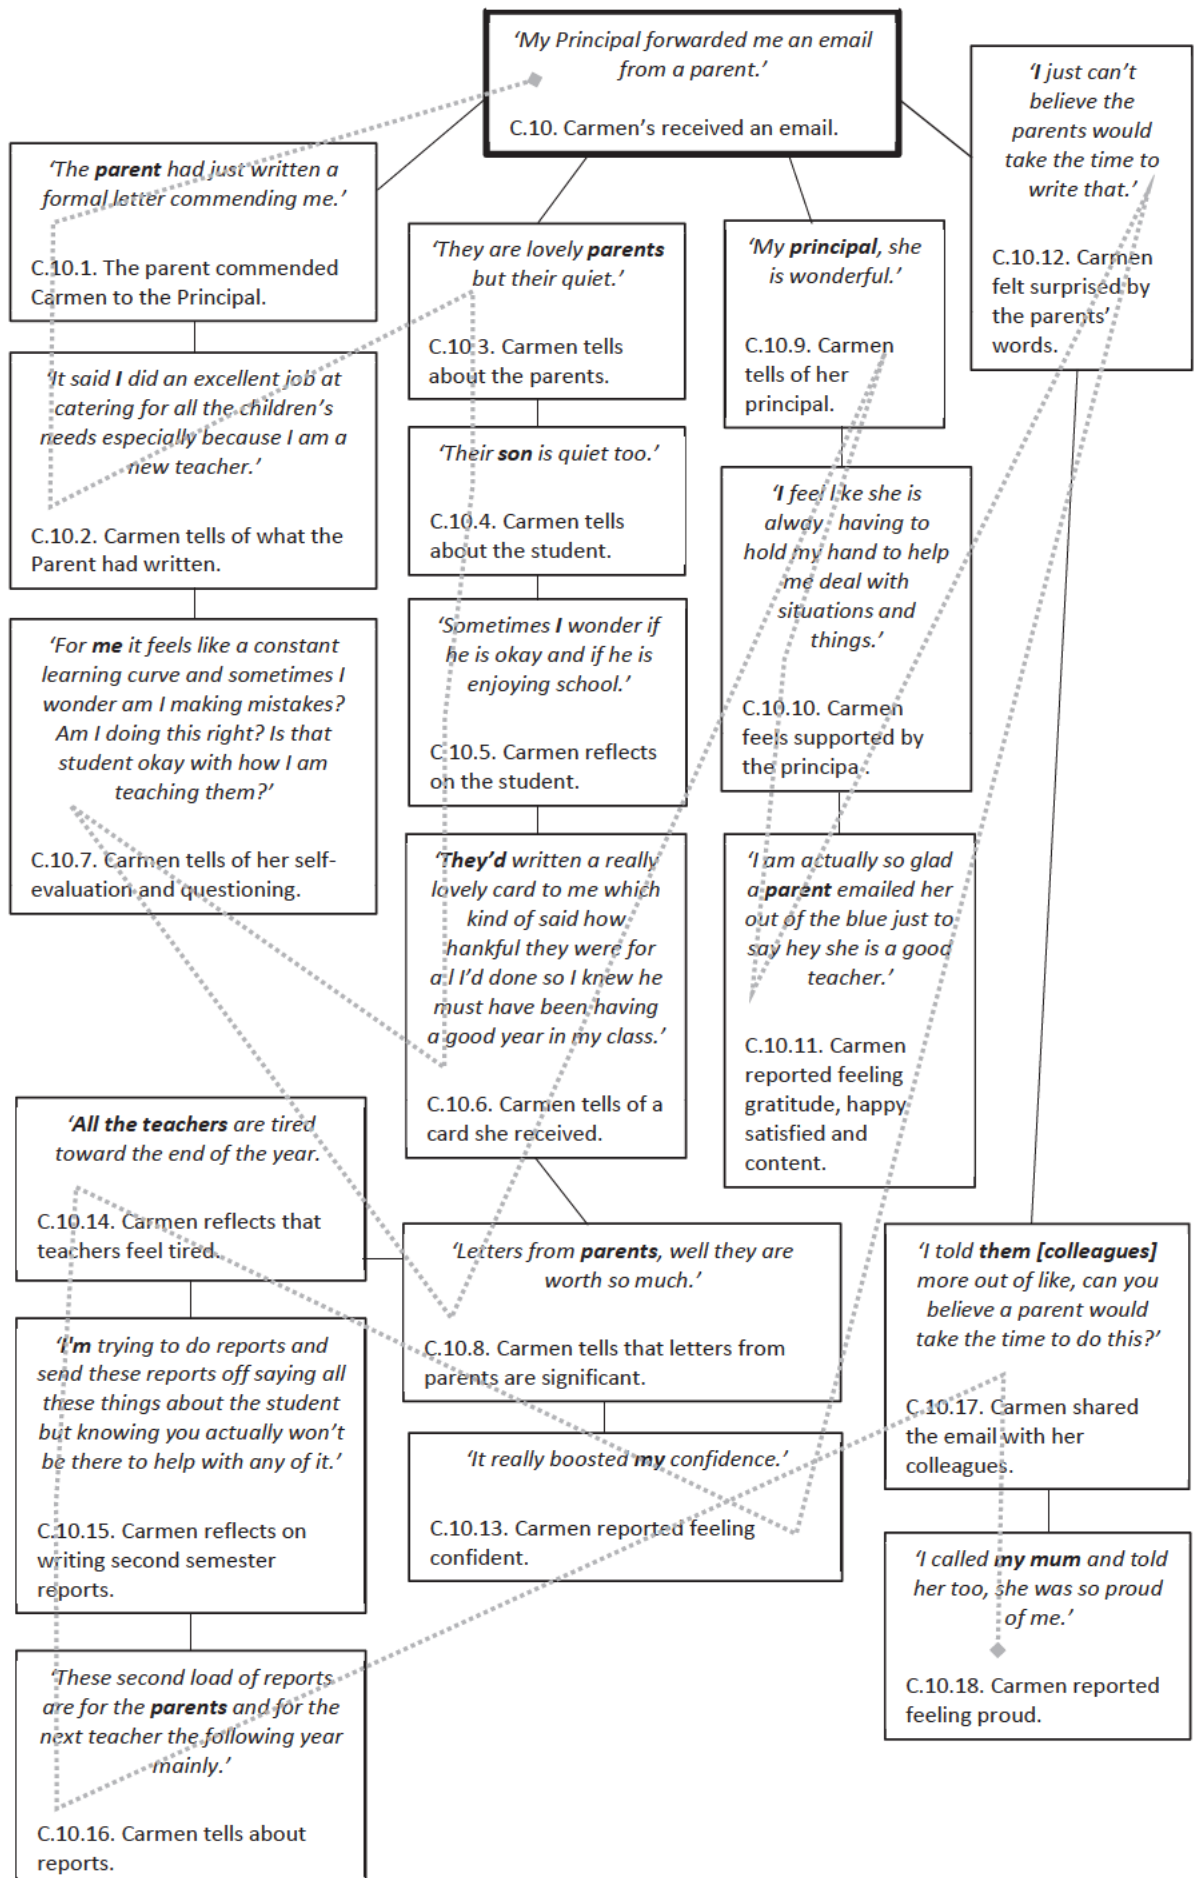 ‘My Principal forwarded me an email
from a parent.’
C.10. Carmen’s received an email.
‘The parent had just written a
formal letter commending me.’
C.10.1. The parent commended
Carmen to the Principal.
‘It said I did an excellent job at
catering for all the children’s
needs especially because I am a
new teacher.’
C.10.2. Carmen tells of what the
Parent had written.
‘For me it feels like a constant
learning curve and sometimes I
wonder am I making mistakes?
Am I doing this right? Is that
student okay with how I am
teaching them?’
C.10.7. Carmen tells of her self-
evaluation and questioning.
‘They are lovely parents
but their quiet.’
C.10.3. Carmen tells
about the parents.
‘Their son is quiet too.’
C.10.4. Carmen tells
about the student.
‘Sometimes I wonder if
he is okay and if he is
enjoying school.’
C.10.5. Carmen reflects
on the student.
‘They’d written a really
lovely card to me which
kind of said how
hankful they were for
a l I’d done so I knew he
must have been having
a good year in my class.’
C.10.6. Carmen tells of a
card she received.
‘My principal, she
is wonderful.’
C.10.9. Carmen
tells of her
principal.
‘I feel like she is
alway having to
hold my hand to help
me deal with
situations and
things.’
C.10.10. Carmen
feels supported by
the principa .
‘I am actually so glad
a parent emailed her
out of the blue just to
say hey she is a good
teacher.’
C.10.11. Carmen
reported feeling
gratitude, happy
satisfied and
content.
‘I just can’t
believe the
parents would
take the time to
write that.’
C.10.12. Carmen
felt surprised by
the parents’
words.
‘All the teachers are tired
toward the end of the year.
C.10.14. Carmen reflects that
teachers feel tired.
‘I'm trying to do reports and
send these reports off saying all
these things about the student
but knowing you actually won’t
be there to help with any of it.’
C.10.15. Carmen reflects on
writing second semester
reports.
‘These second load of reports
are for the parents and for the
next teacher the following year
mainly.’
C.10.16. Carmen tells about
reports.
‘Letters from parents, well they are
worth so much.’
C.10.8. Carmen tells that letters from
parents are significant.
‘It really boosted my confidence.’
C.10.13. Carmen reported feeling
confident.
‘I told them [colleagues]
more out of like, can you
believe a parent would
take the time to do this?’
C.10.17. Carmen shared
the email with her
colleagues.
‘I called my mum and told
her too, she was so proud
of me.’
C.10.18. Carmen reported
feeling proud.